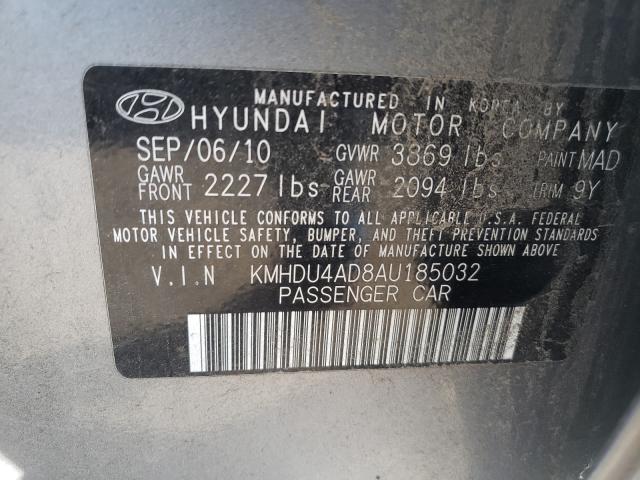 MANUFACTURED IN KOREA BY
HYUNDAI MOTOR COMPANY
SEP/06/10 GVWR 3869 lbs PAINT MAD
GAWR FRONT 2227 lbs GAWR REAR 2094 lbs TRIM 9Y
THIS VEHICLE CONFORMS TO ALL APPLICABLE U.S.A. FEDERAL
MOTOR VEHICLE SAFETY, BUMPER, AND THEFT PREVENTION STANDARDS
IN EFFECT ON THE DATE OF MANUFACTURE SHOWN ABOVE
V.I.N KMHDU4AD8AU185032
PASSENGER CAR